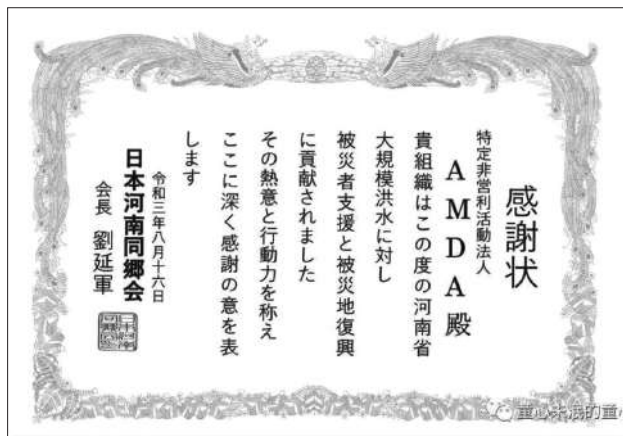 感謝状
特定非営利活動法人
AMDA殿
貴組織はこの度の河南省
大規模洪水に対し
被災者支援と被災地復興
に貢献されました
その熱意と行動力を称え
ここに深く感謝の意を表
します
令和三年八月十六日
日本河南同郷会
会長 劉延軍